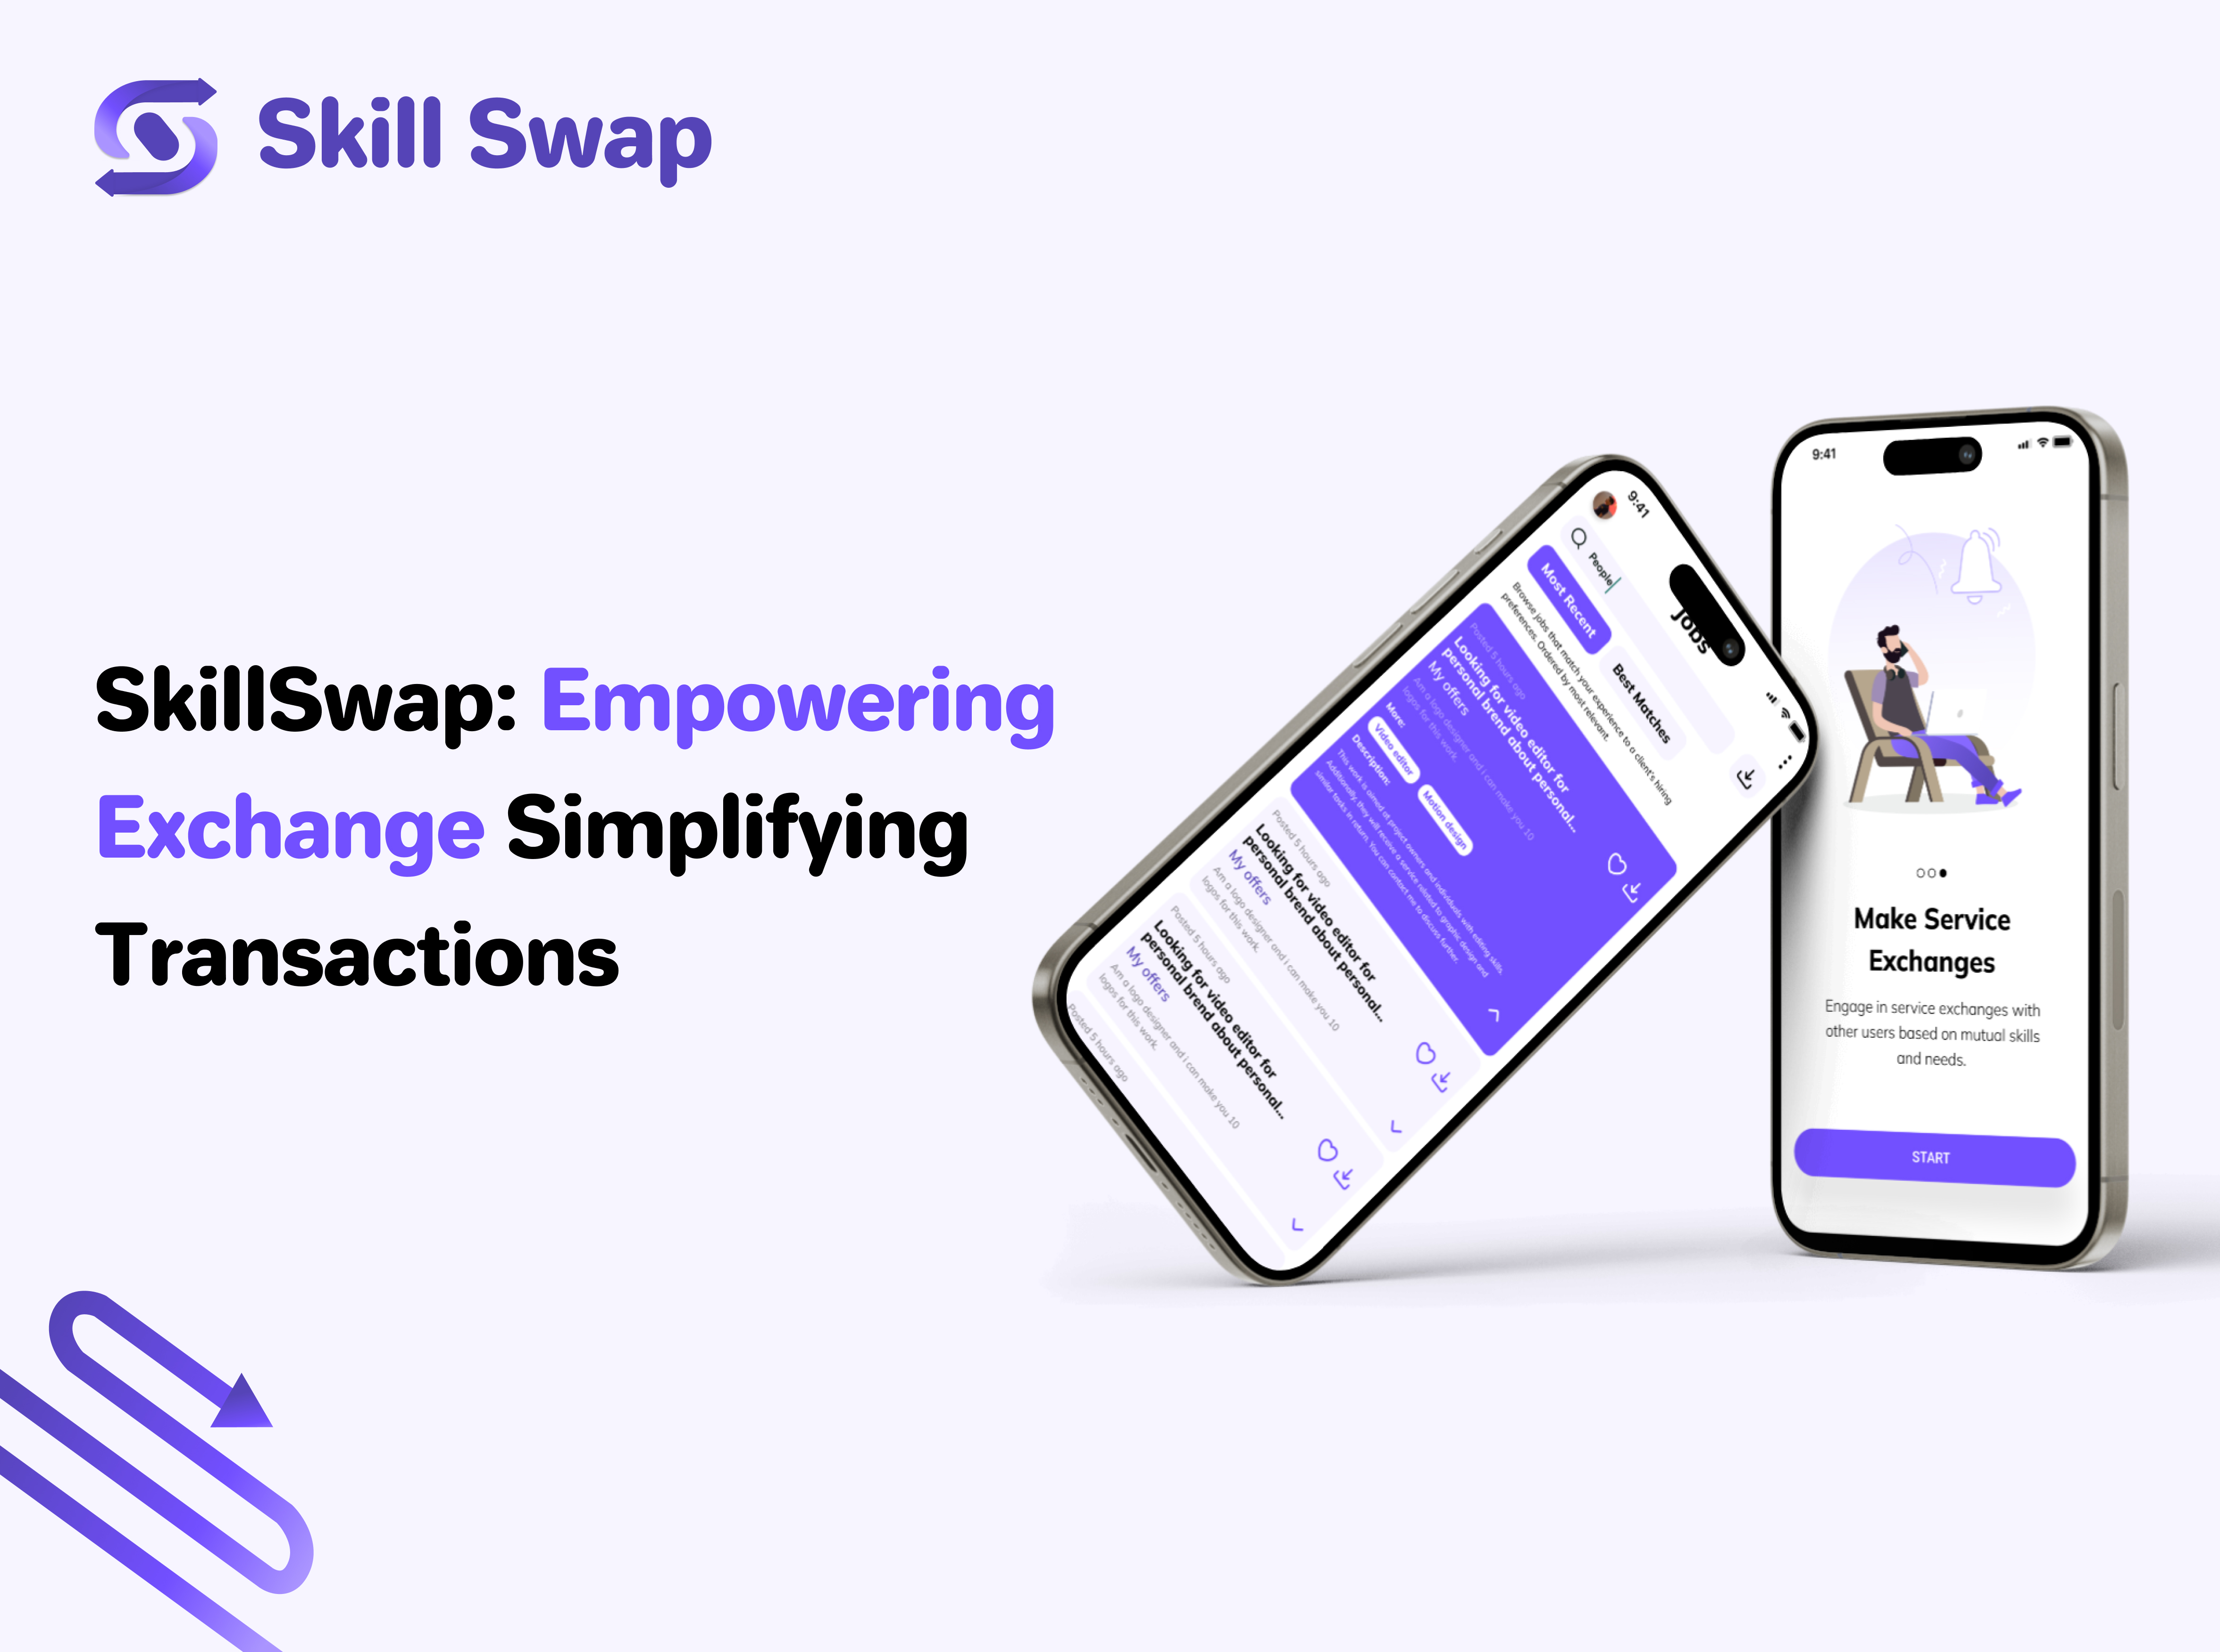 Skill Swap
SkillSwap: Empowering
Exchange Simplifying
Transactions
9:41
Jobs
People
Most Recent
Best Matches
Browse jobs that match your experience to a client's hiring
preferences. Ordered by most relevant.
Posted 5 hours ago
Looking for video editor for
personal brend about personal...
My offers
Am a logo designer and i can make you 10
logos for this work.
More:
Video editor
Motion design
Description:
This work is aimed at project owners and individuals with editing skills.
Additionally, they will receive a service related to graphic design and
similar tasks in return. You can contact me to discuss further.
Posted 5 hours ago
Looking for video editor for
personal brend about personal...
My offers
Am a logo designer and i can make you 10
logos for this work.
Posted 5 hours ago
Looking for video editor for
personal brend about personal...
My offers
Am a logo designer and i can make you 10
logos for this work.
Posted 5 hours ago
9:41
Make Service
Exchanges
Engage in service exchanges with
other users based on mutual skills
and needs.
START